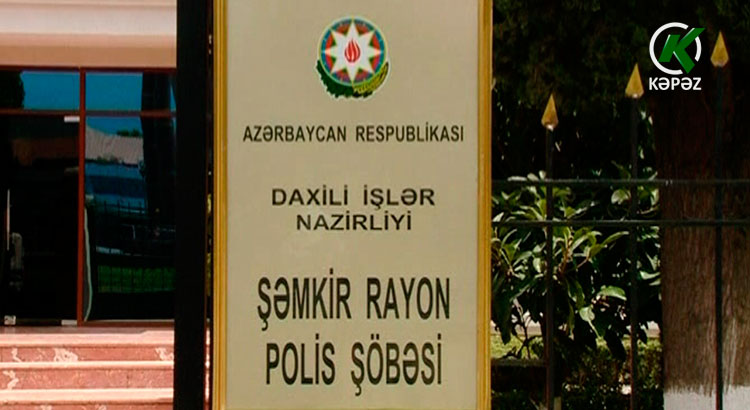 AZƏRBAYCAN RESPUBLİKASI
DAXİLİ İŞLƏR
NAZİRLİYİ
ŞƏMKİR RAYON
POLİS ŞÖBƏSİ
KƏPƏZ